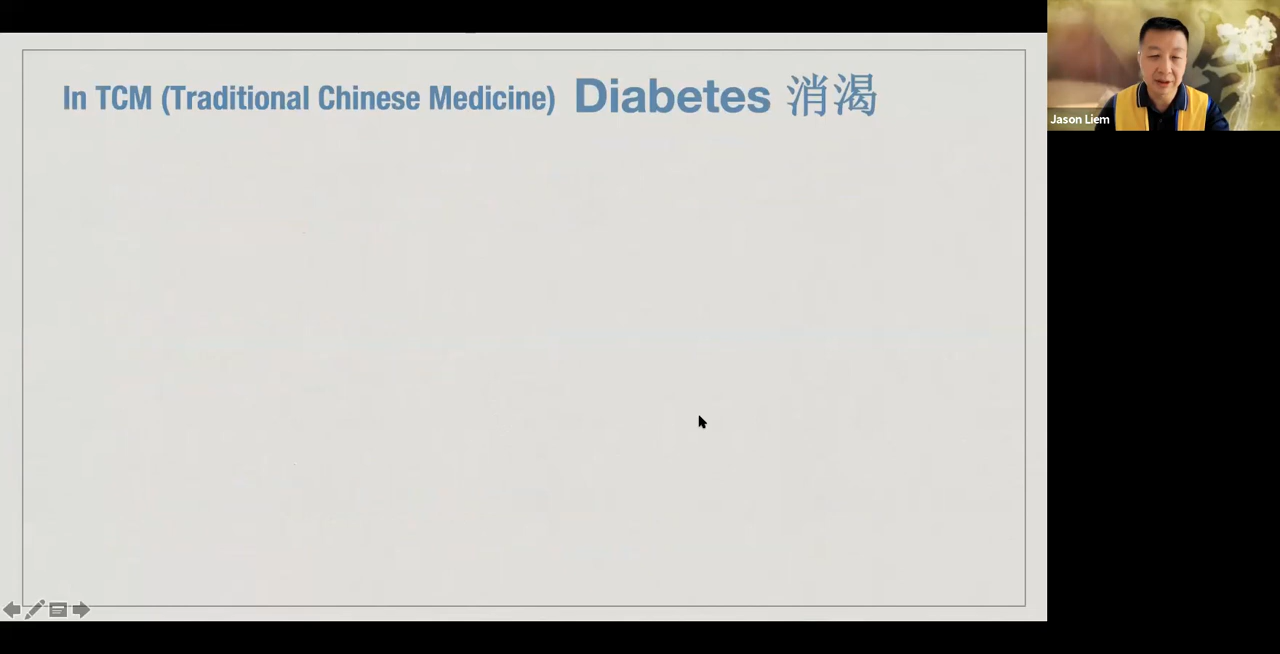 In TCM (Traditional Chinese Medicine) Diabetes 消渴
Jason Liem